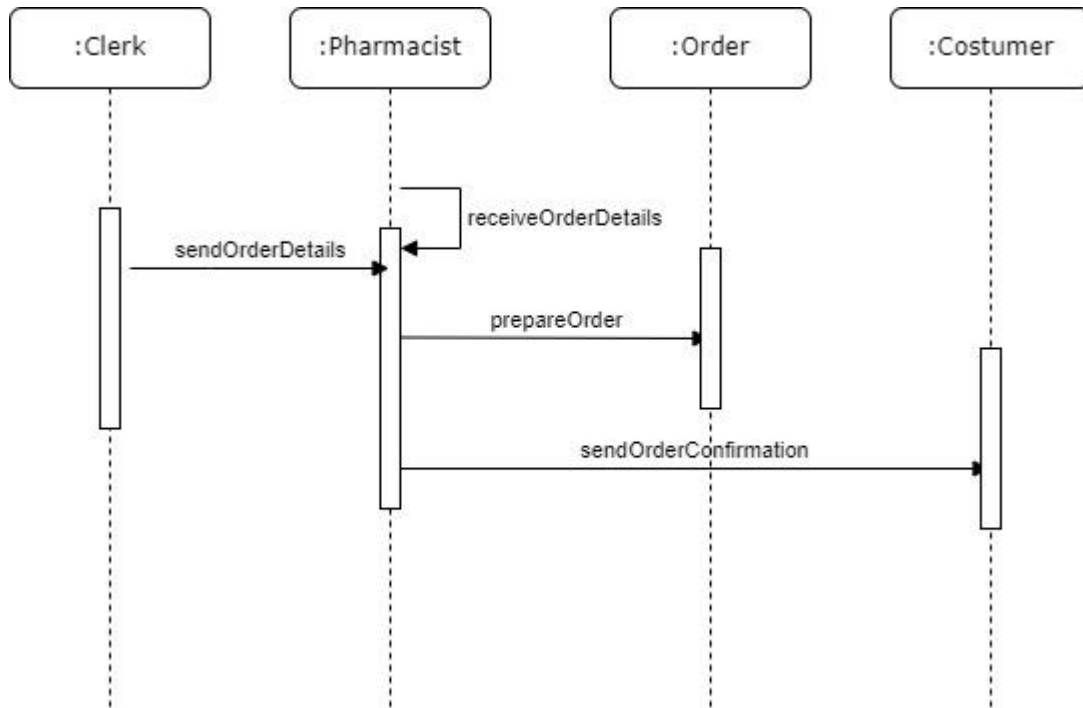 :Clerk
:Pharmacist
:Order
:Costumer
receiveOrderDetails
sendOrderDetails
prepareOrder
sendOrderConfirmation